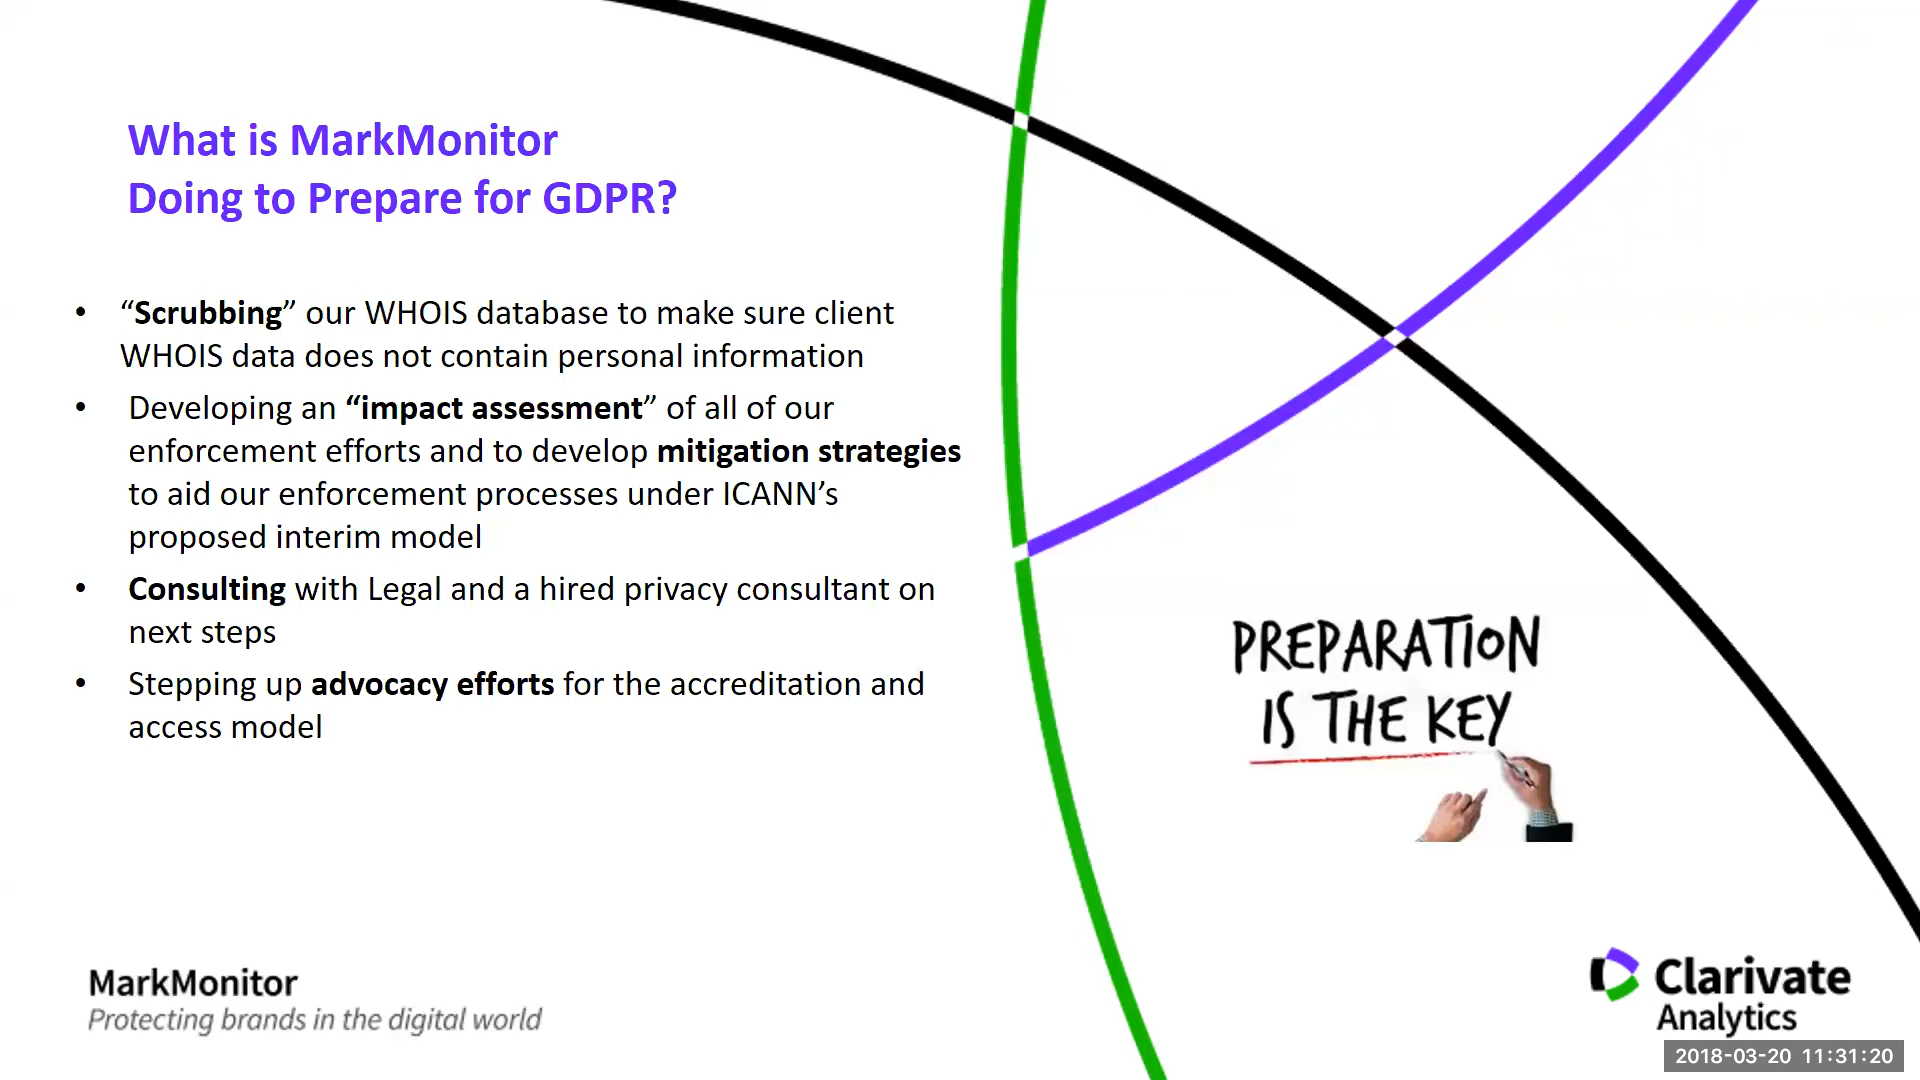 What is MarkMonitor
Doing to Prepare for GDPR?
• “Scrubbing” our WHOIS database to make sure client
WHOIS data does not contain personal information
• Developing an “impact assessment” of all of our
enforcement efforts and to develop mitigation strategies
to aid our enforcement processes under ICANN’s
proposed interim model
• Consulting with Legal and a hired privacy consultant on
next steps
• Stepping up advocacy efforts for the accreditation and
access model
PREPARATION
IS THE KEY
MarkMonitor
Protecting brands in the digital world
Clarivate
Analytics
2018-03-20 11:31:20